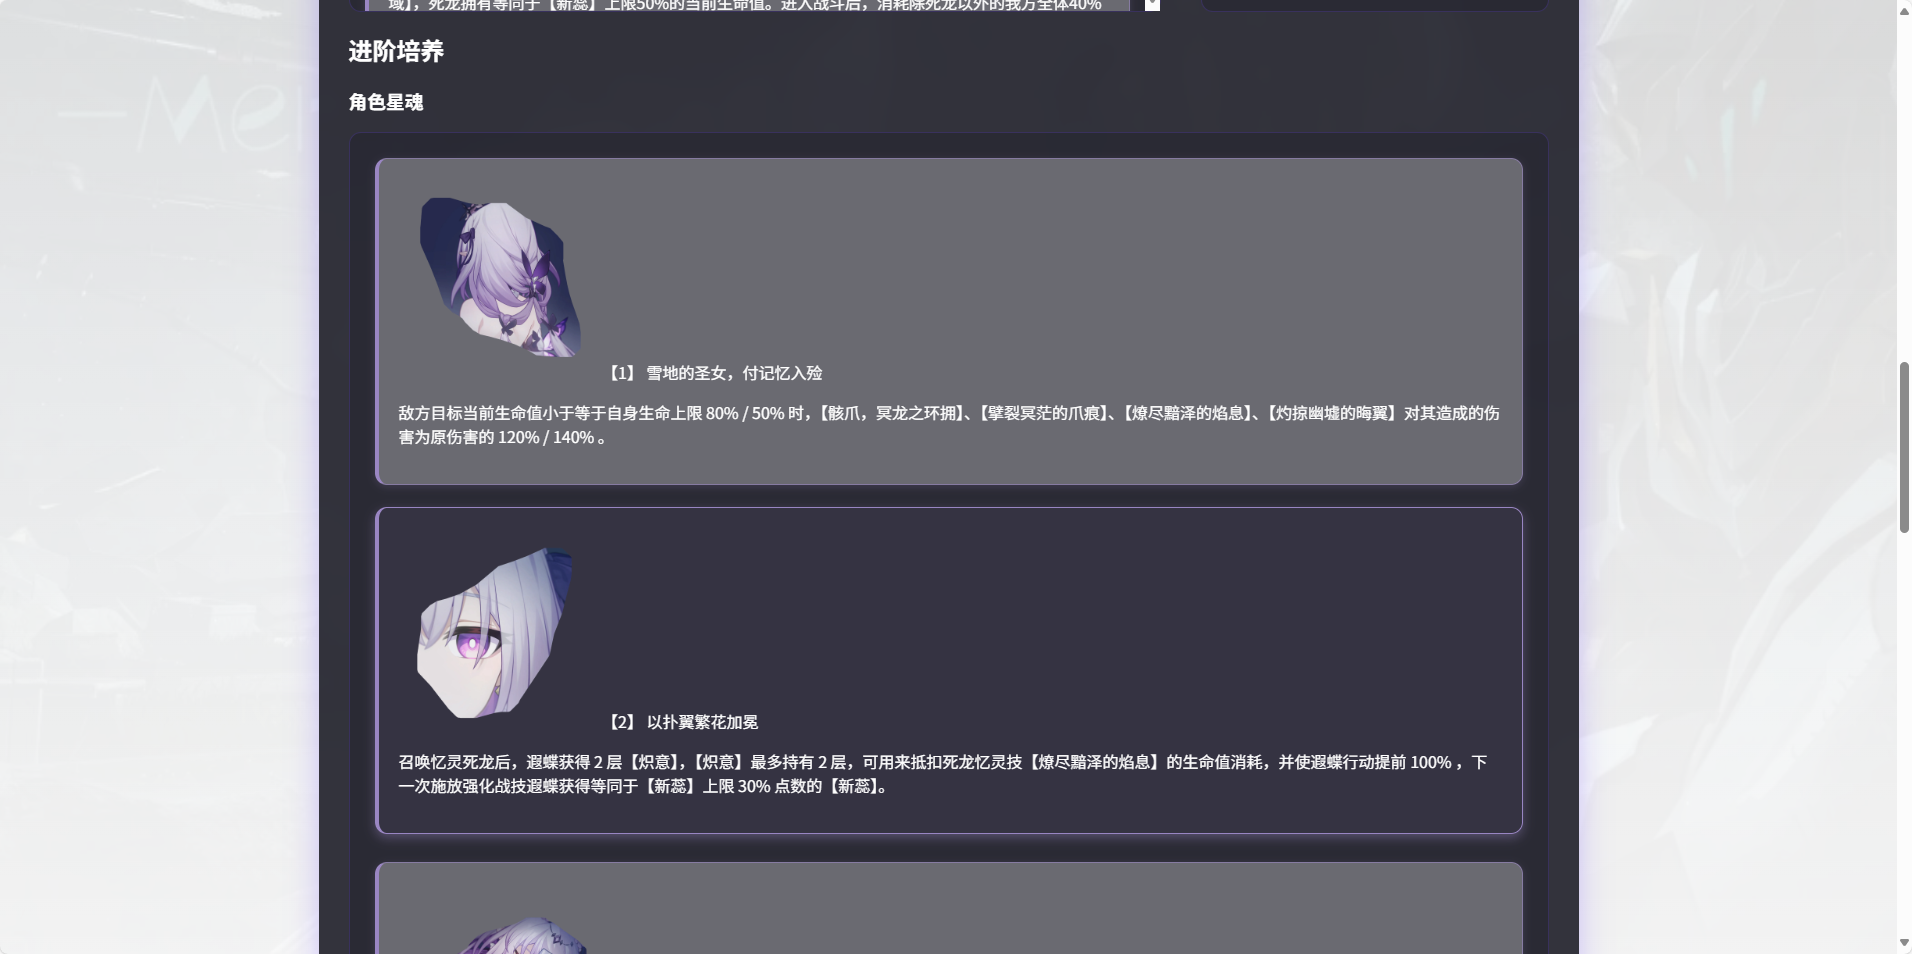 域】，死龙拥有等同于【新蕊】上限50%的当前生命值。进入战斗后，消耗除死龙以外的我方全体40%
进阶培养
角色星魂
【1】 雪地的圣女，付记忆入殓
敌方目标当前生命值小于等于自身生命上限 80% / 50% 时，【骸爪，冥龙之环拥】、【擘裂冥茫的爪痕】、【燎尽黯泽的焰息】、【灼掠幽墟的晦翼】对其造成的伤
害为原伤害的 120% / 140% 。
【2】 以扑翼繁花加冕
召唤忆灵死龙后，遐蝶获得 2 层【炽意】，【炽意】最多持有 2 层，可用来抵扣死龙忆灵技【燎尽黯泽的焰息】的生命值消耗，并使遐蝶行动提前 100% ，下
一次施放强化战技遐蝶获得等同于【新蕊】上限 30% 点数的【新蕊】。